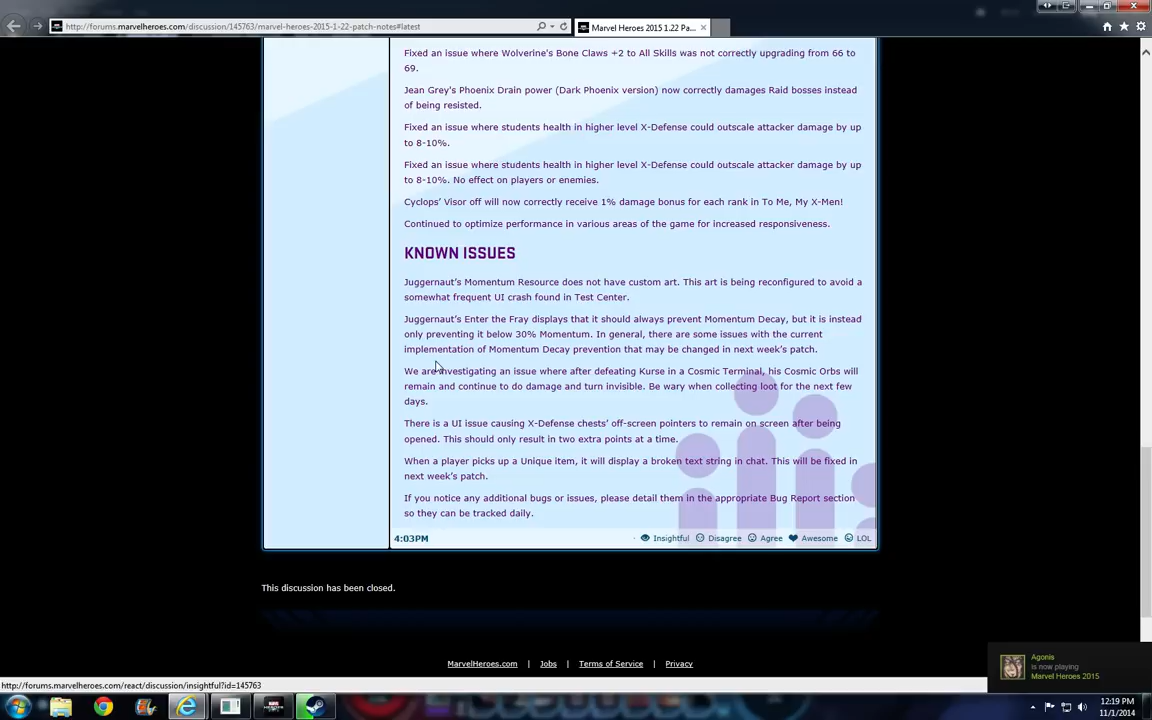 http://forums.marvelheroes.com/discussion/145763/marvel-heroes-2015-1-22-patch-notes#latest
Marvel Heroes 2015 1.22 Pa...
Fixed an issue where Wolverine's Bone Claws +2 to All Skills was not correctly upgrading from 66 to
69.
Jean Grey's Phoenix Drain power (Dark Phoenix version) now correctly damages Raid bosses instead
of being resisted.
Fixed an issue where students health in higher level X-Defense could outscale attacker damage by up
to 8-10%.
Fixed an issue where students health in higher level X-Defense could outscale attacker damage by up
to 8-10%. No effect on players or enemies.
Cyclops' Visor off will now correctly receive 1% damage bonus for each rank in To Me, My X-Men!
Continued to optimize performance in various areas of the game for increased responsiveness.
KNOWN ISSUES
Juggernaut's Momentum Resource does not have custom art. This art is being reconfigured to avoid a
somewhat frequent UI crash found in Test Center.
Juggernaut's Enter the Fray displays that it should always prevent Momentum Decay, but it is instead
only preventing it below 30% Momentum. In general, there are some issues with the current
implementation of Momentum Decay prevention that may be changed in next week's patch.
We are investigating an issue where after defeating Kurse in a Cosmic Terminal, his Cosmic Orbs will
remain and continue to do damage and turn invisible. Be wary when collecting loot for the next few
days.
There is a UI issue causing X-Defense chests' off-screen pointers to remain on screen after being
opened. This should only result in two extra points at a time.
When a player picks up a Unique item, it will display a broken text string in chat. This will be fixed in
next week's patch.
If you notice any additional bugs or issues, please detail them in the appropriate Bug Report section
so they can be tracked daily.
4:03PM
Insightful Disagree Agree Awesome LOL
This discussion has been closed.
MarvelHeroes.com | Jobs | Terms of Service | Privacy
Agonis
is now playing
Marvel Heroes 2015
http://forums.marvelheroes.com/react/discussion/insightful?id=145763
12:19 PM
11/1/2014